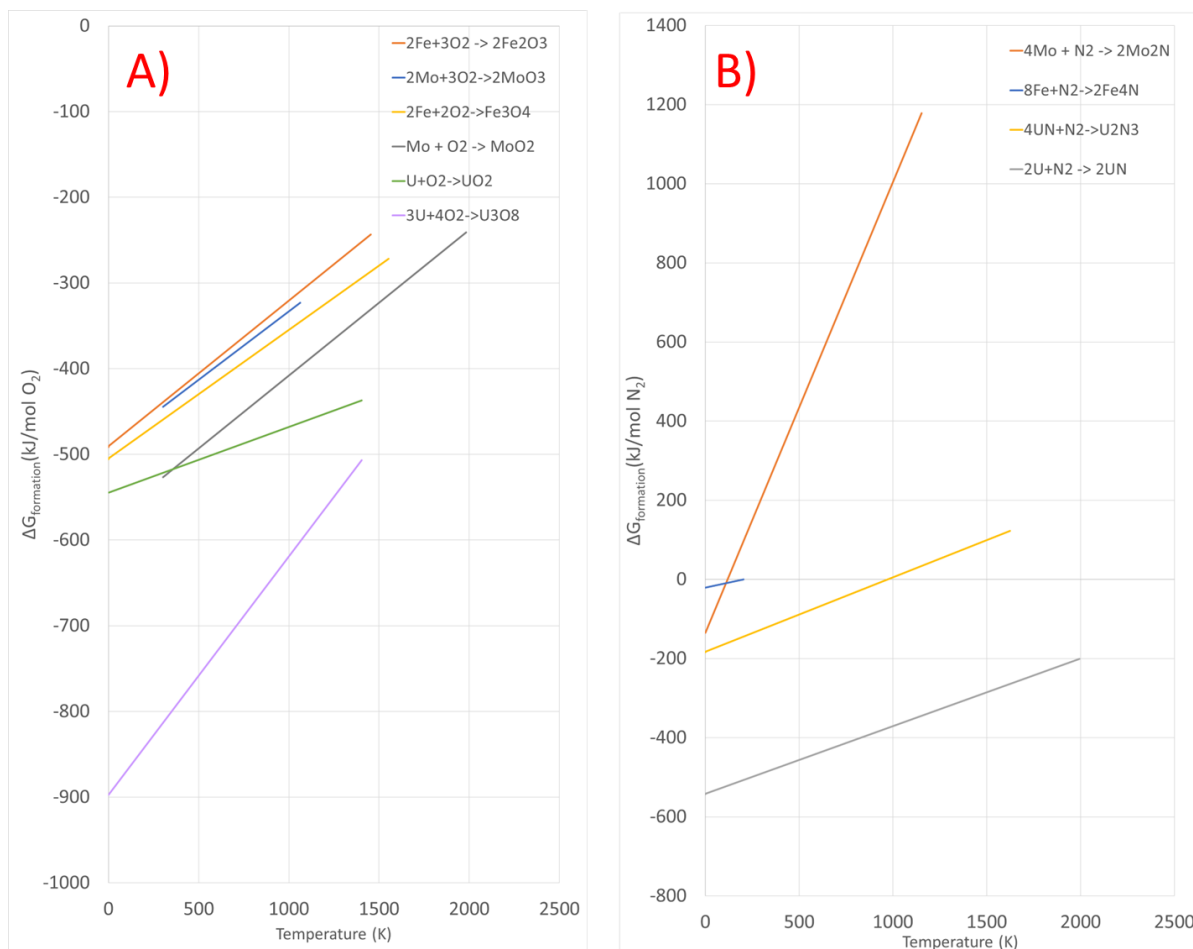 A)
2Fe+3O2 -> 2Fe2O3
2Mo+3O2->2MoO3
2Fe+2O2->Fe3O4
Mo + O2 -> MoO2
U+O2->UO2
3U+4O2->U3O8
0
-100
-200
-300
-400
-500
-600
-700
-800
-900
-1000
ΔGformation(kJ/mol O2)
0 500 1000 1500 2000 2500
Temperature (K)
B)
4Mo + N2 -> 2Mo2N
8Fe+N2->2Fe4N
4UN+N2->U2N3
2U+N2 -> 2UN
1400
1200
1000
800
600
400
200
0
-200
-400
-600
-800
ΔGformation(kJ/mol N2)
0 500 1000 1500 2000 2500
Temperature (K)